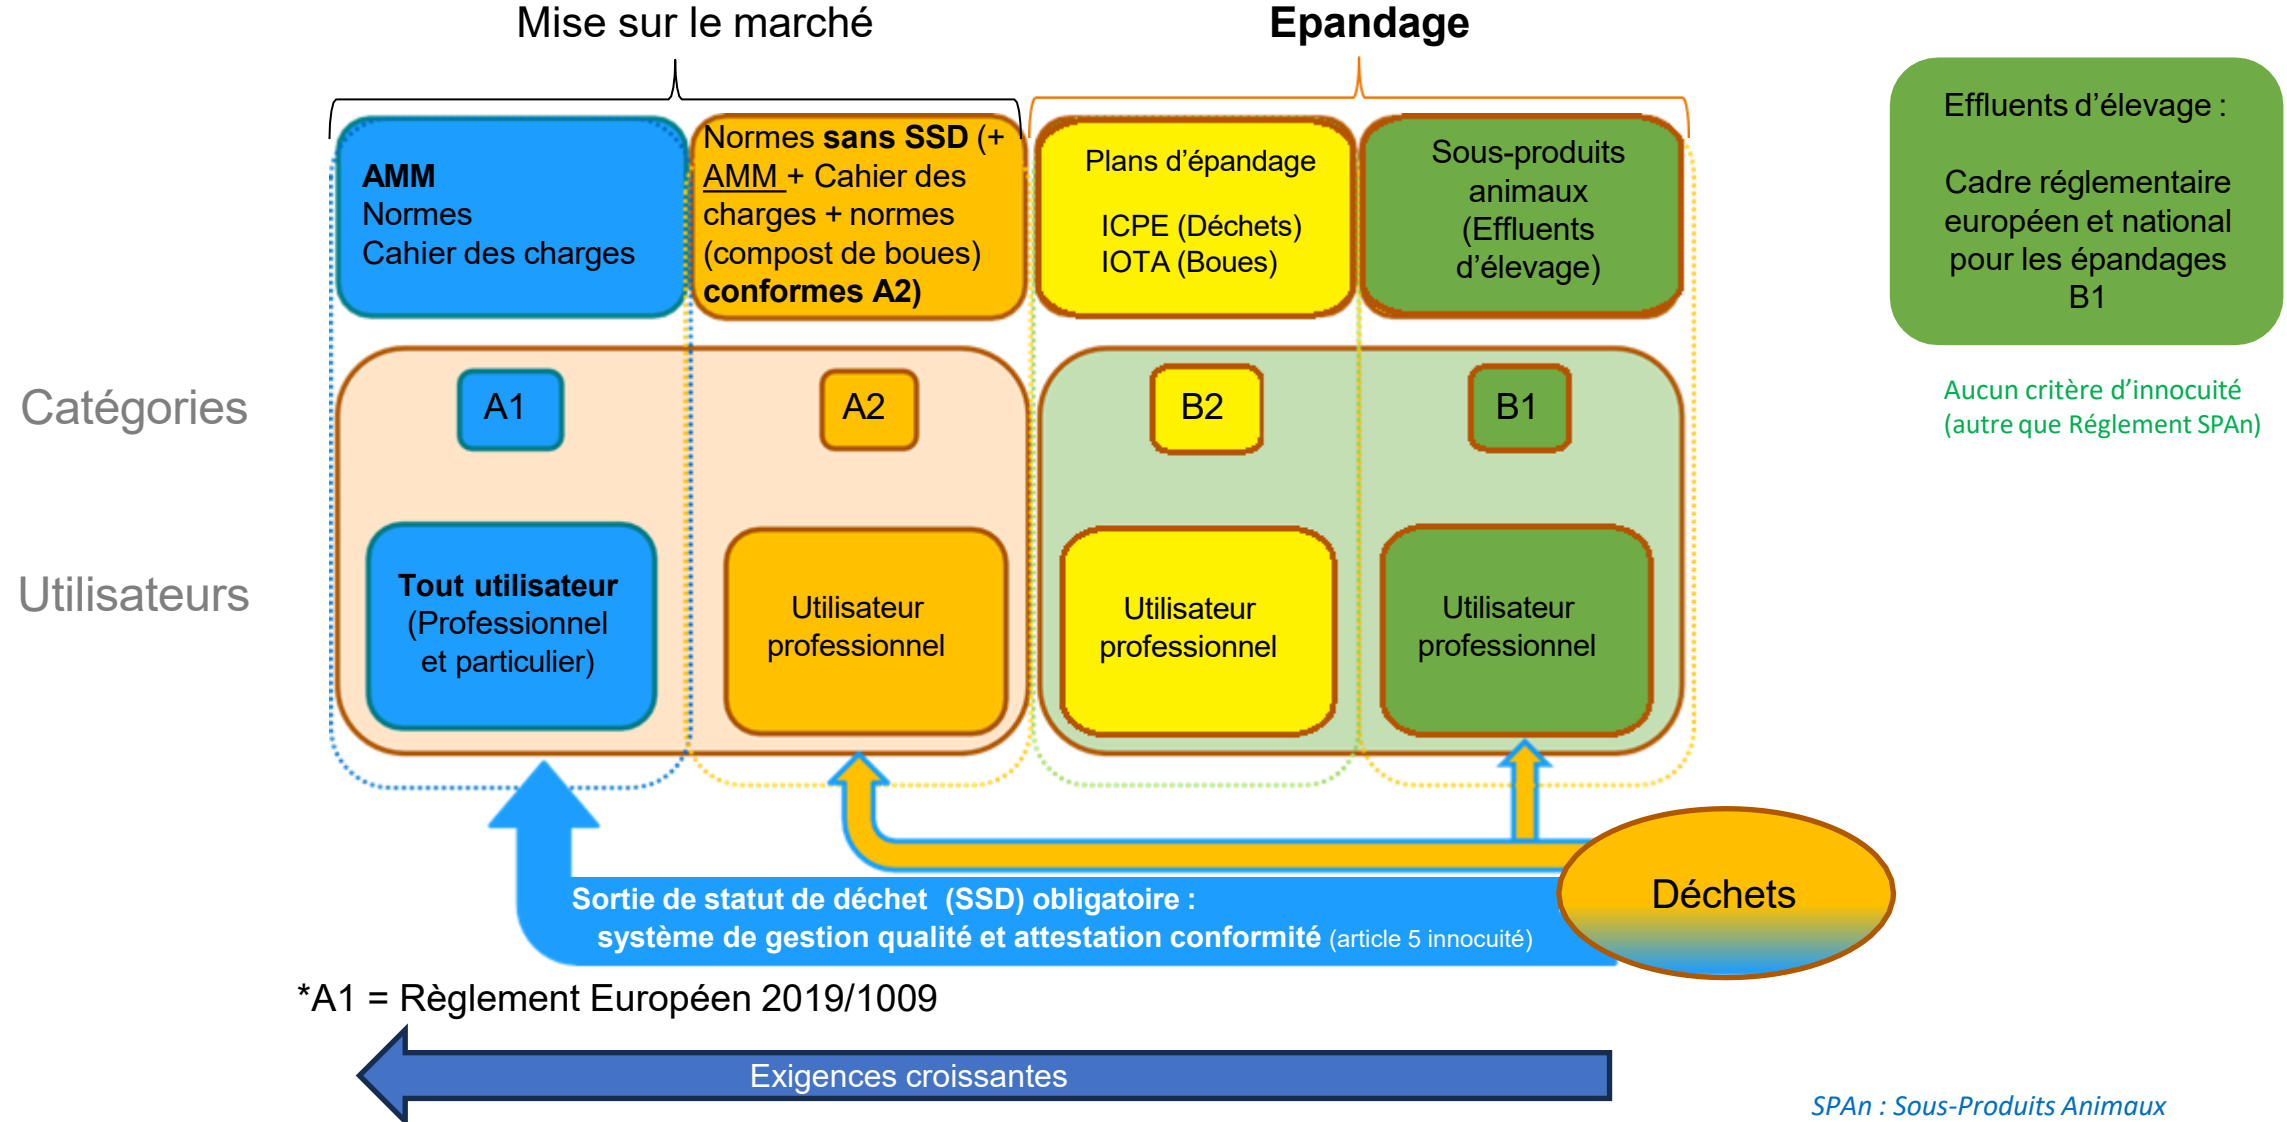 Mise sur le marché
Epandage
AMM
Normes
Cahier des charges
Normes sans SSD (+
AMM + Cahier des
charges + normes
(compost de boues)
conformes A2)
Plans d'épandage
ICPE (Déchets)
IOTA (Boues)
Sous-produits
animaux
(Effluents
d'élevage)
Effluents d'élevage :
Cadre réglementaire
européen et national
pour les épandages
B1
Aucun critère d'innocuité
(autre que Réglement SPAn)
Catégories
A1
A2
B2
B1
Utilisateurs
Tout utilisateur
(Professionnel
et particulier)
Utilisateur
professionnel
Utilisateur
professionnel
Utilisateur
professionnel
Déchets
Sortie de statut de déchet (SSD) obligatoire :
système de gestion qualité et attestation conformité (article 5 innocuité)
*A1 = Règlement Européen 2019/1009
Exigences croissantes
SPAn : Sous-Produits Animaux